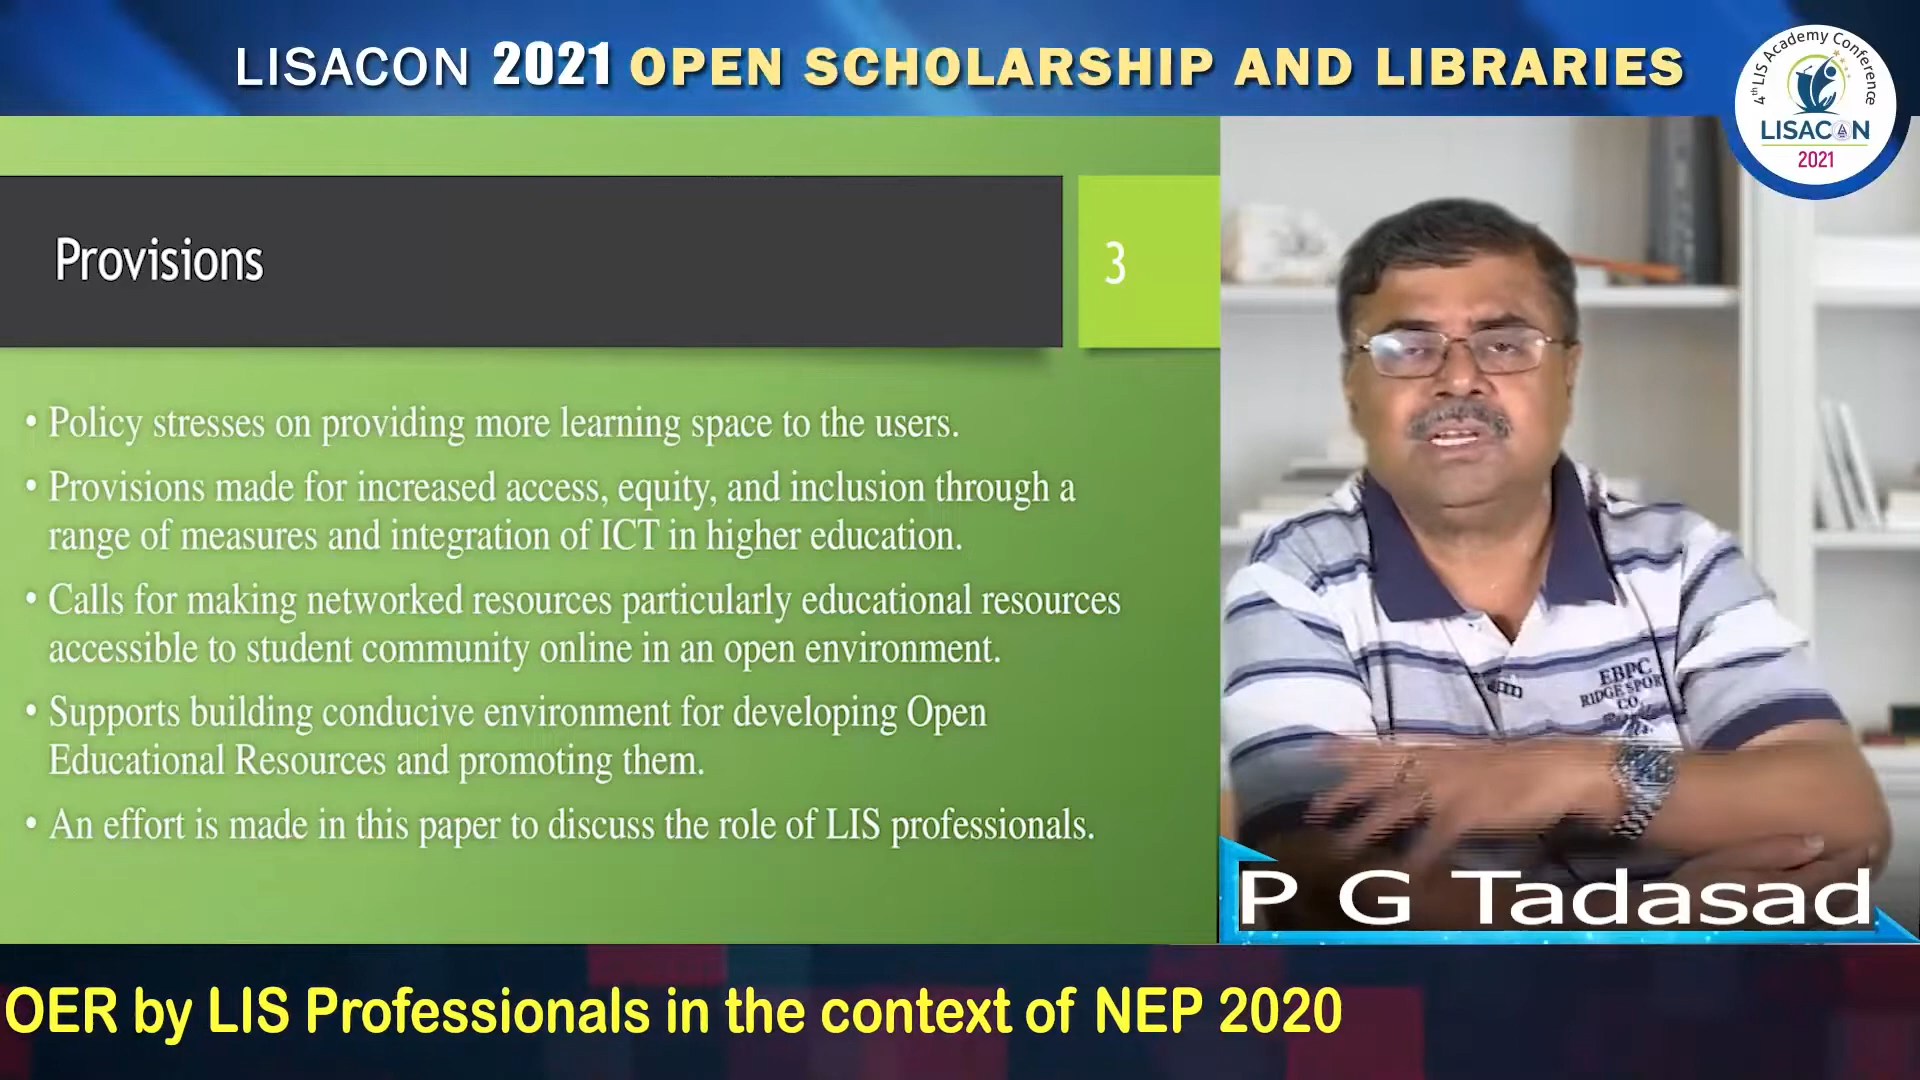 LISACON 2021 OPEN SCHOLARSHIP AND LIBRARIES
4th LIS Academy Conference
LISACON
2021
Provisions
3
• Policy stresses on providing more learning space to the users.
• Provisions made for increased access, equity, and inclusion through a
range of measures and integration of ICT in higher education.
• Calls for making networked resources particularly educational resources
accessible to student community online in an open environment.
• Supports building conducive environment for developing Open
Educational Resources and promoting them.
• An effort is made in this paper to discuss the role of LIS professionals.
EBPC
RIDGE SPOR
CO.
P G Tadasad
OER by LIS Professionals in the context of NEP 2020